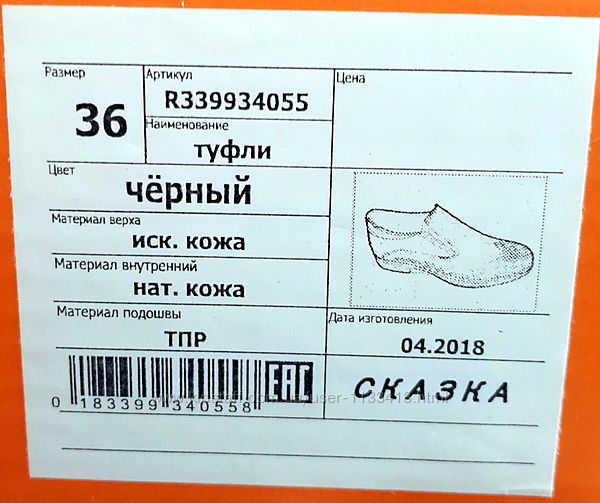 Размер
Артикул
Цена
36
R339934055
Наименование
туфли
Цвет
чёрный
Материал верха
иск. кожа
Материал внутренний
нат. кожа
Материал подошвы
Дата изготовления
ТПР
04.2018
EAC
СКАЗКА
0 183399 340558